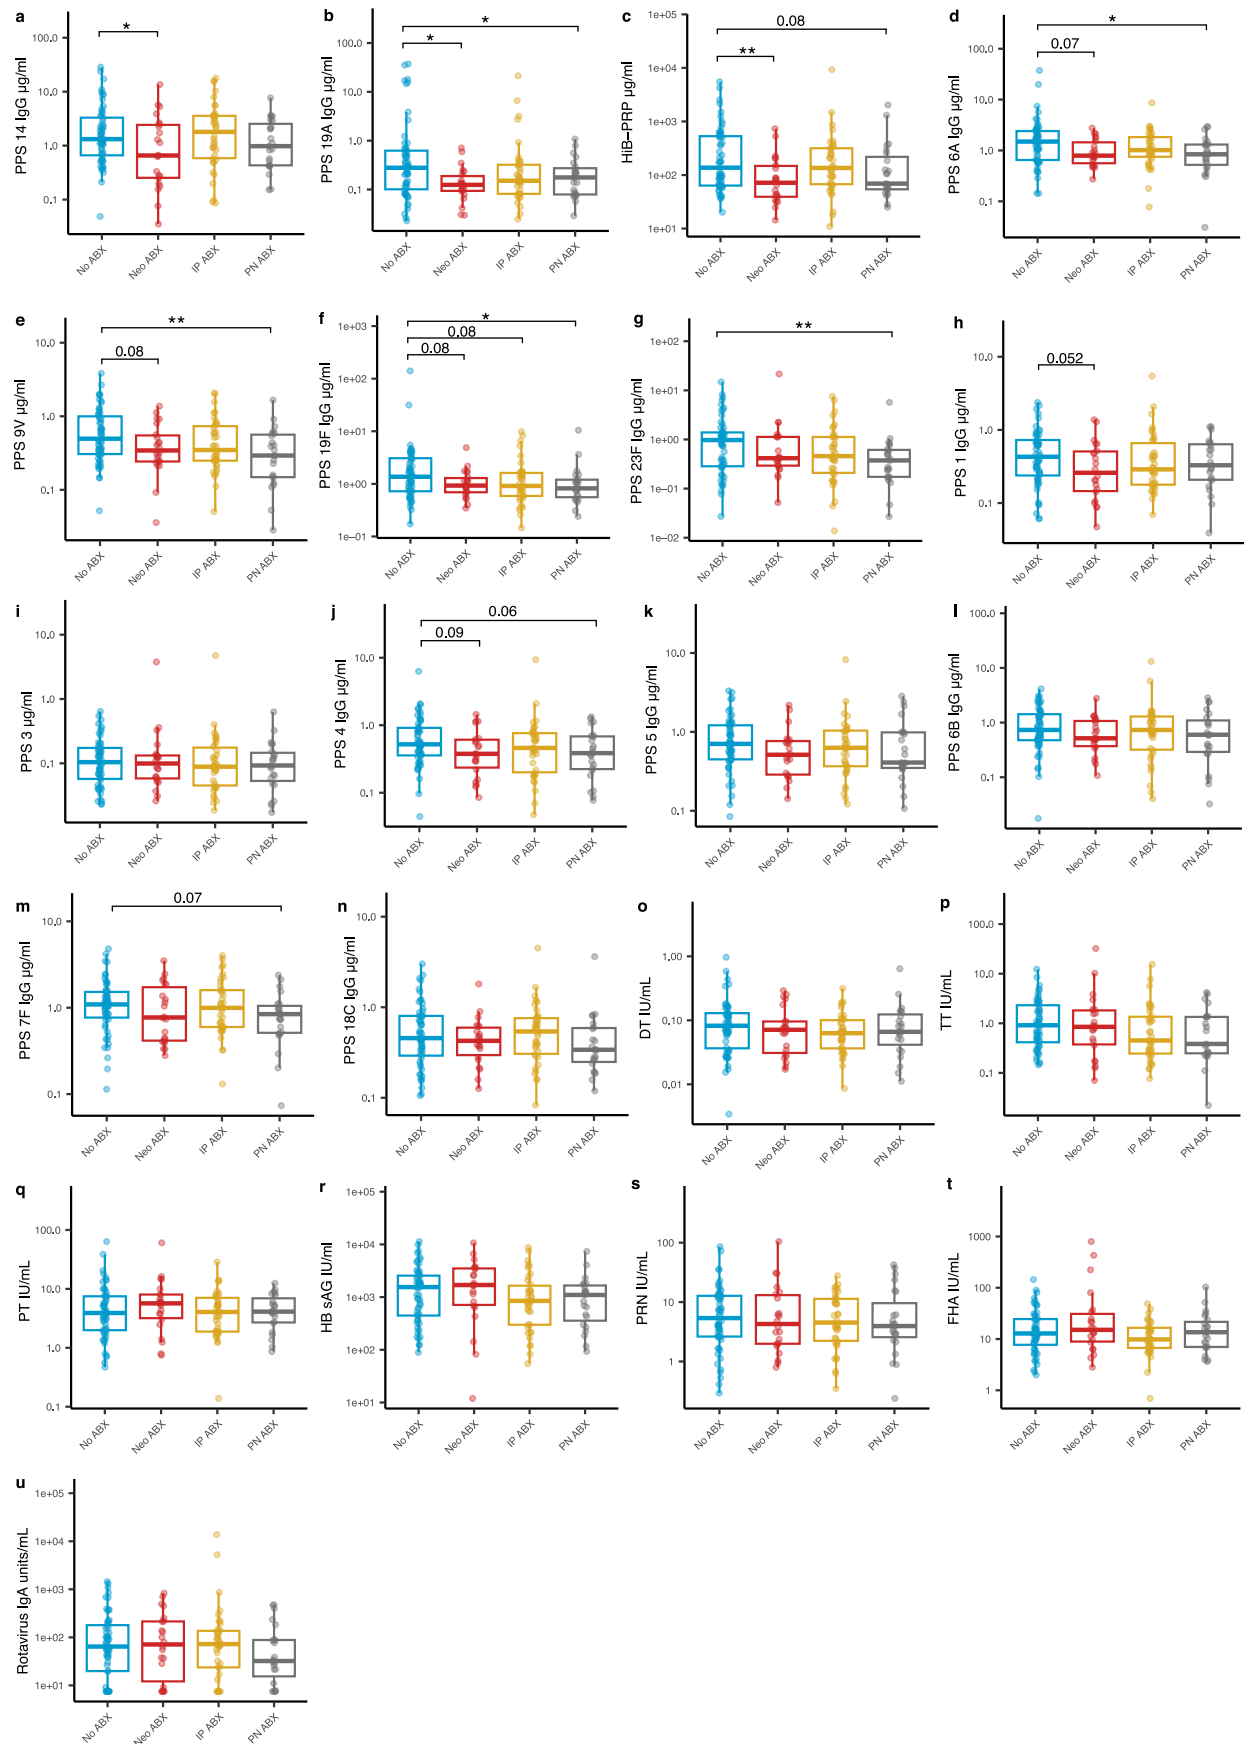 a
PPS 14 IgG µg/ml
100.0
10.0
1.0
0.1
*
No ABX
Neo ABX
IP ABX
PN ABX
b
PPS 19A IgG µg/ml
100.0
10.0
1.0
0.1
*
*
No ABX
Neo ABX
IP ABX
PN ABX
c
HiB−PRP µg/ml
1e+05
1e+04
1e+03
1e+02
1e+01
0.08
**
No ABX
Neo ABX
IP ABX
PN ABX
d
PPS 6A IgG µg/ml
100.0
10.0
1.0
0.1
*
0.07
No ABX
Neo ABX
IP ABX
PN ABX
e
PPS 9V µg/ml
10.0
1.0
0.1
**
0.08
No ABX
Neo ABX
IP ABX
PN ABX
f
PPS 19F IgG µg/ml
1e+03
1e+02
1e+01
1e+00
1e−01
*
0.08
0.08
No ABX
Neo ABX
IP ABX
PN ABX
g
PPS 23F IgG µg/ml
1e+02
1e+01
1e+00
1e−01
1e−02
**
No ABX
Neo ABX
IP ABX
PN ABX
h
PPS 1 IgG µg/ml
10.0
1.0
0.1
0.052
No ABX
Neo ABX
IP ABX
PN ABX
i
PPS 3 µg/ml
10.0
1.0
0.1
No ABX
Neo ABX
IP ABX
PN ABX
j
PPS 4 IgG µg/ml
10.0
1.0
0.1
0.06
0.09
No ABX
Neo ABX
IP ABX
PN ABX
k
PPS 5 IgG µg/ml
10.0
1.0
0.1
No ABX
Neo ABX
IP ABX
PN ABX
l
PPS 6B IgG µg/ml
100.0
10.0
1.0
0.1
No ABX
Neo ABX
IP ABX
PN ABX
m
PPS 7F IgG µg/ml
10.0
1.0
0.1
0.07
No ABX
Neo ABX
IP ABX
PN ABX
n
PPS 18C IgG µg/ml
10.0
1.0
0.1
No ABX
Neo ABX
IP ABX
PN ABX
o
DT IU/mL
1.00
0.10
0.01
No ABX
Neo ABX
IP ABX
PN ABX
p
TT IU/mL
100.0
10.0
1.0
0.1
No ABX
Neo ABX
IP ABX
PN ABX
q
PT IU/mL
100.0
10.0
1.0
0.1
No ABX
Neo ABX
IP ABX
PN ABX
r
HB sAG IU/ml
1e+05
1e+04
1e+03
1e+02
1e+01
No ABX
Neo ABX
IP ABX
PN ABX
s
PRN IU/mL
100
10
1
No ABX
Neo ABX
IP ABX
PN ABX
t
FHA IU/mL
1000
100
10
1
No ABX
Neo ABX
IP ABX
PN ABX
u
Rotavirus IgA units/mL
1e+05
1e+04
1e+03
1e+02
1e+01
No ABX
Neo ABX
IP ABX
PN ABX